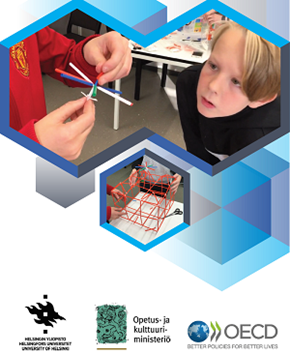 HELSINGIN YLIOPISTO
HELSINGFORS UNIVERSITET
UNIVERSITY OF HELSINKI
Opetus- ja
kulttuuri-
ministeriö
OECD
BETTER POLICIES FOR BETTER LIVES